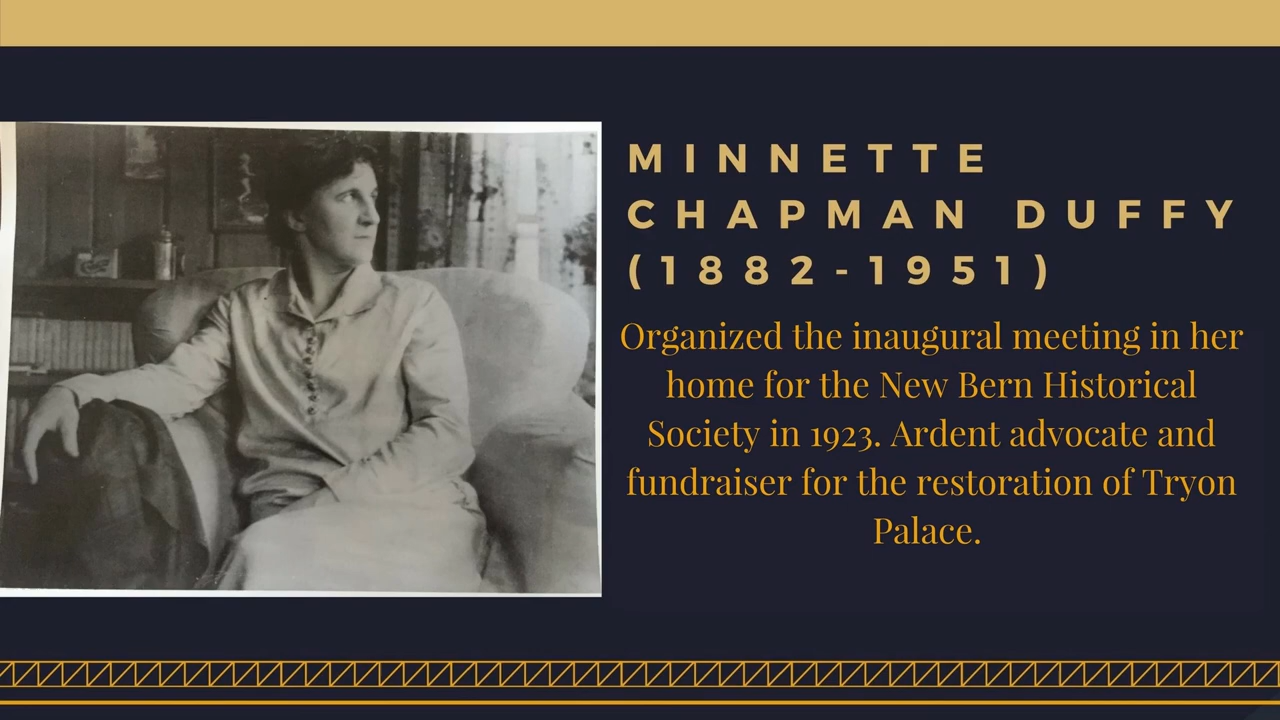 MINNETTE
CHAPMAN DUFFY
(1882-1951)
Organized the inaugural meeting in her
home for the New Bern Historical
Society in 1923. Ardent advocate and
fundraiser for the restoration of Tryon
Palace.